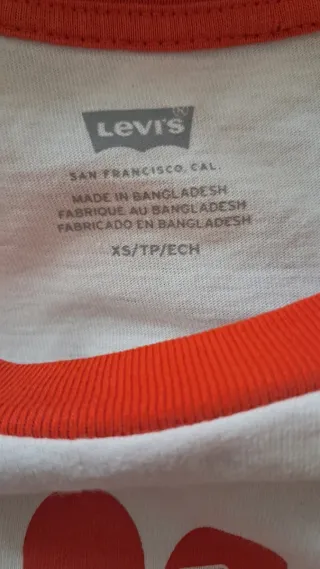 Levi's
SAN FRANCISCO, CAL.
MADE IN BANGLADESH
FABRIQUE AU BANGLADESH
FABRICADO EN BANGLADESH
XS/TP/ECH